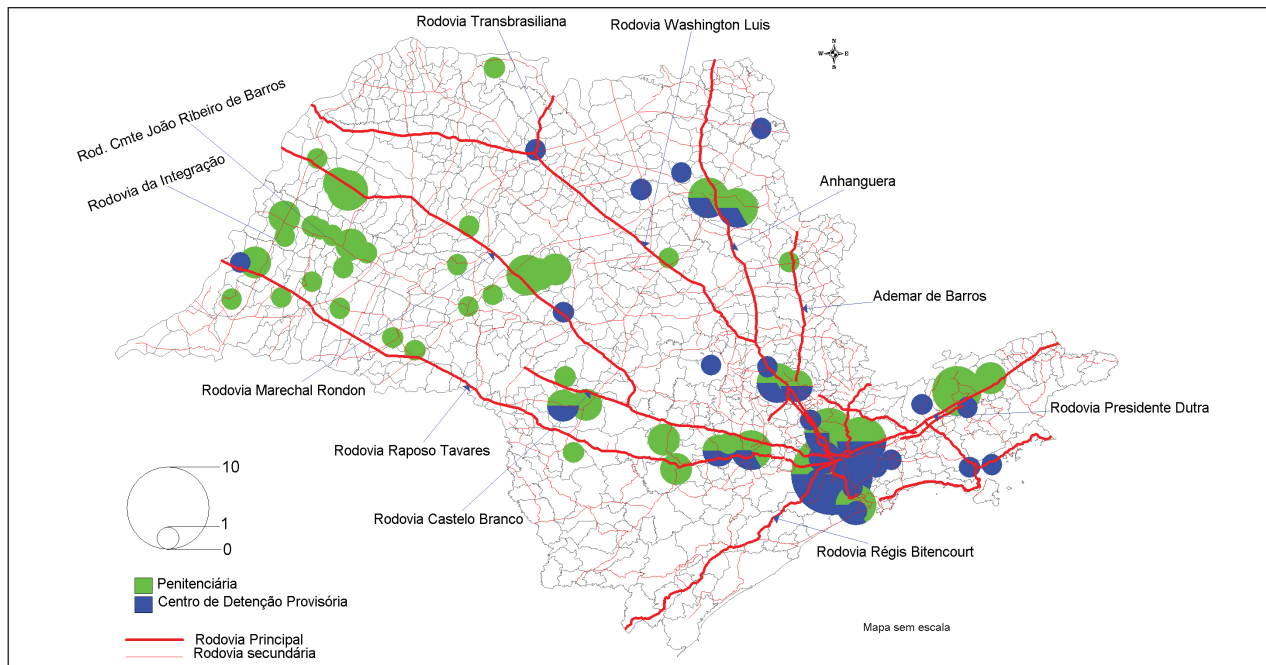 Rodovia Transbrasiliana
Rodovia Washington Luis
N
W E
S
Rod. Cmte João Ribeiro de Barros
Rodovia da Integração
Anhanguera
Ademar de Barros
Rodovia Marechal Rondon
Rodovia Presidente Dutra
Rodovia Raposo Tavares
Rodovia Castelo Branco
Rodovia Régis Bitencourt
10
1
0
Penitenciária
Centro de Detenção Provisória
Rodovia Principal
Rodovia secundária
Mapa sem escala